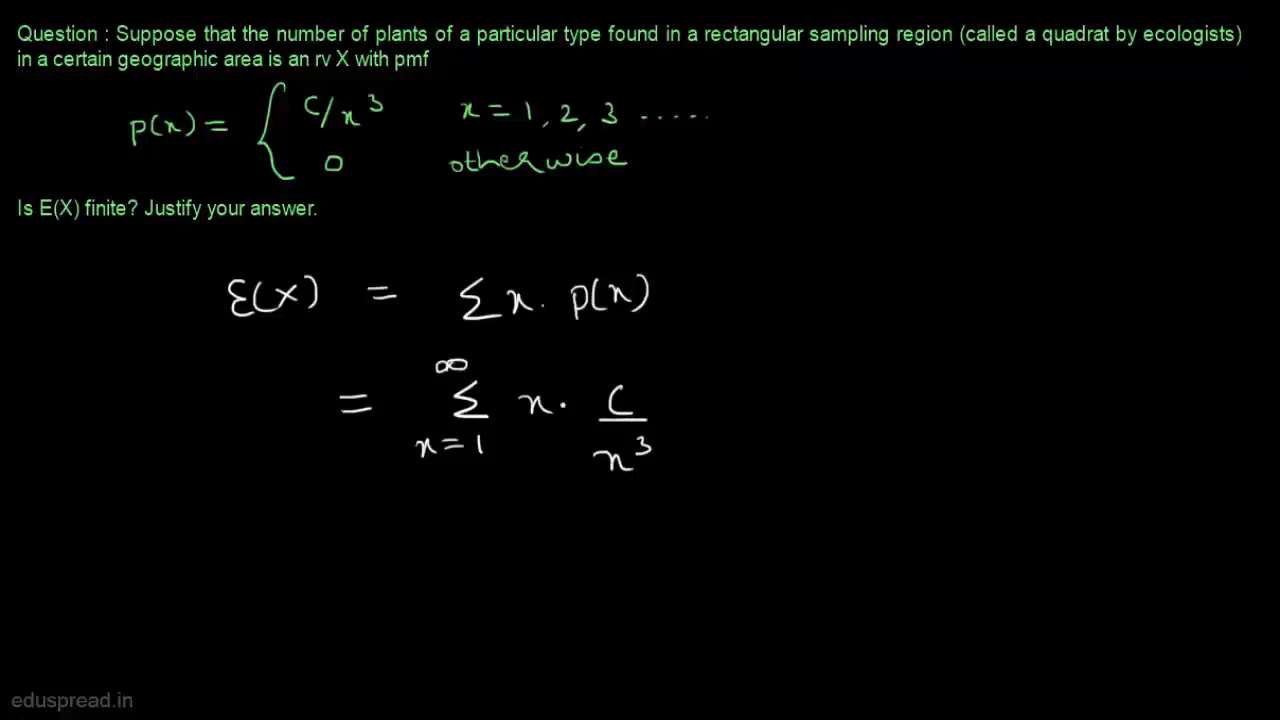 Question : Suppose that the number of plants of a particular type found in a rectangular sampling region (called a quadrat by ecologists)
in a certain geographic area is an rv X with pmf
p(x) = { c/x³ x = 1, 2, 3 ......
0 otherwise
Is E(X) finite? Justify your answer.
E(X) = Σ x. p(x)
= ∞ Σ x=1 x. c/x³
eduspread.in